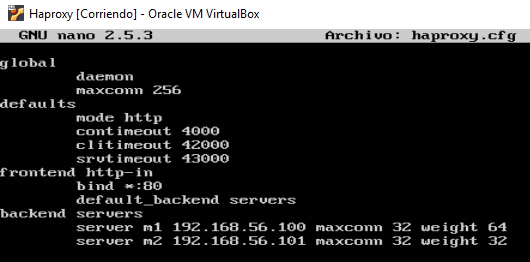 Haproxy [Corriendo] - Oracle VM VirtualBox
GNU nano 2.5.3 Archivo: haproxy.cfg
global
daemon
maxconn 256
defaults
mode http
contimeout 4000
clitimeout 42000
srvtimeout 43000
frontend http-in
bind *:80
default_backend servers
backend servers
server m1 192.168.56.100 maxconn 32 weight 64
server m2 192.168.56.101 maxconn 32 weight 32